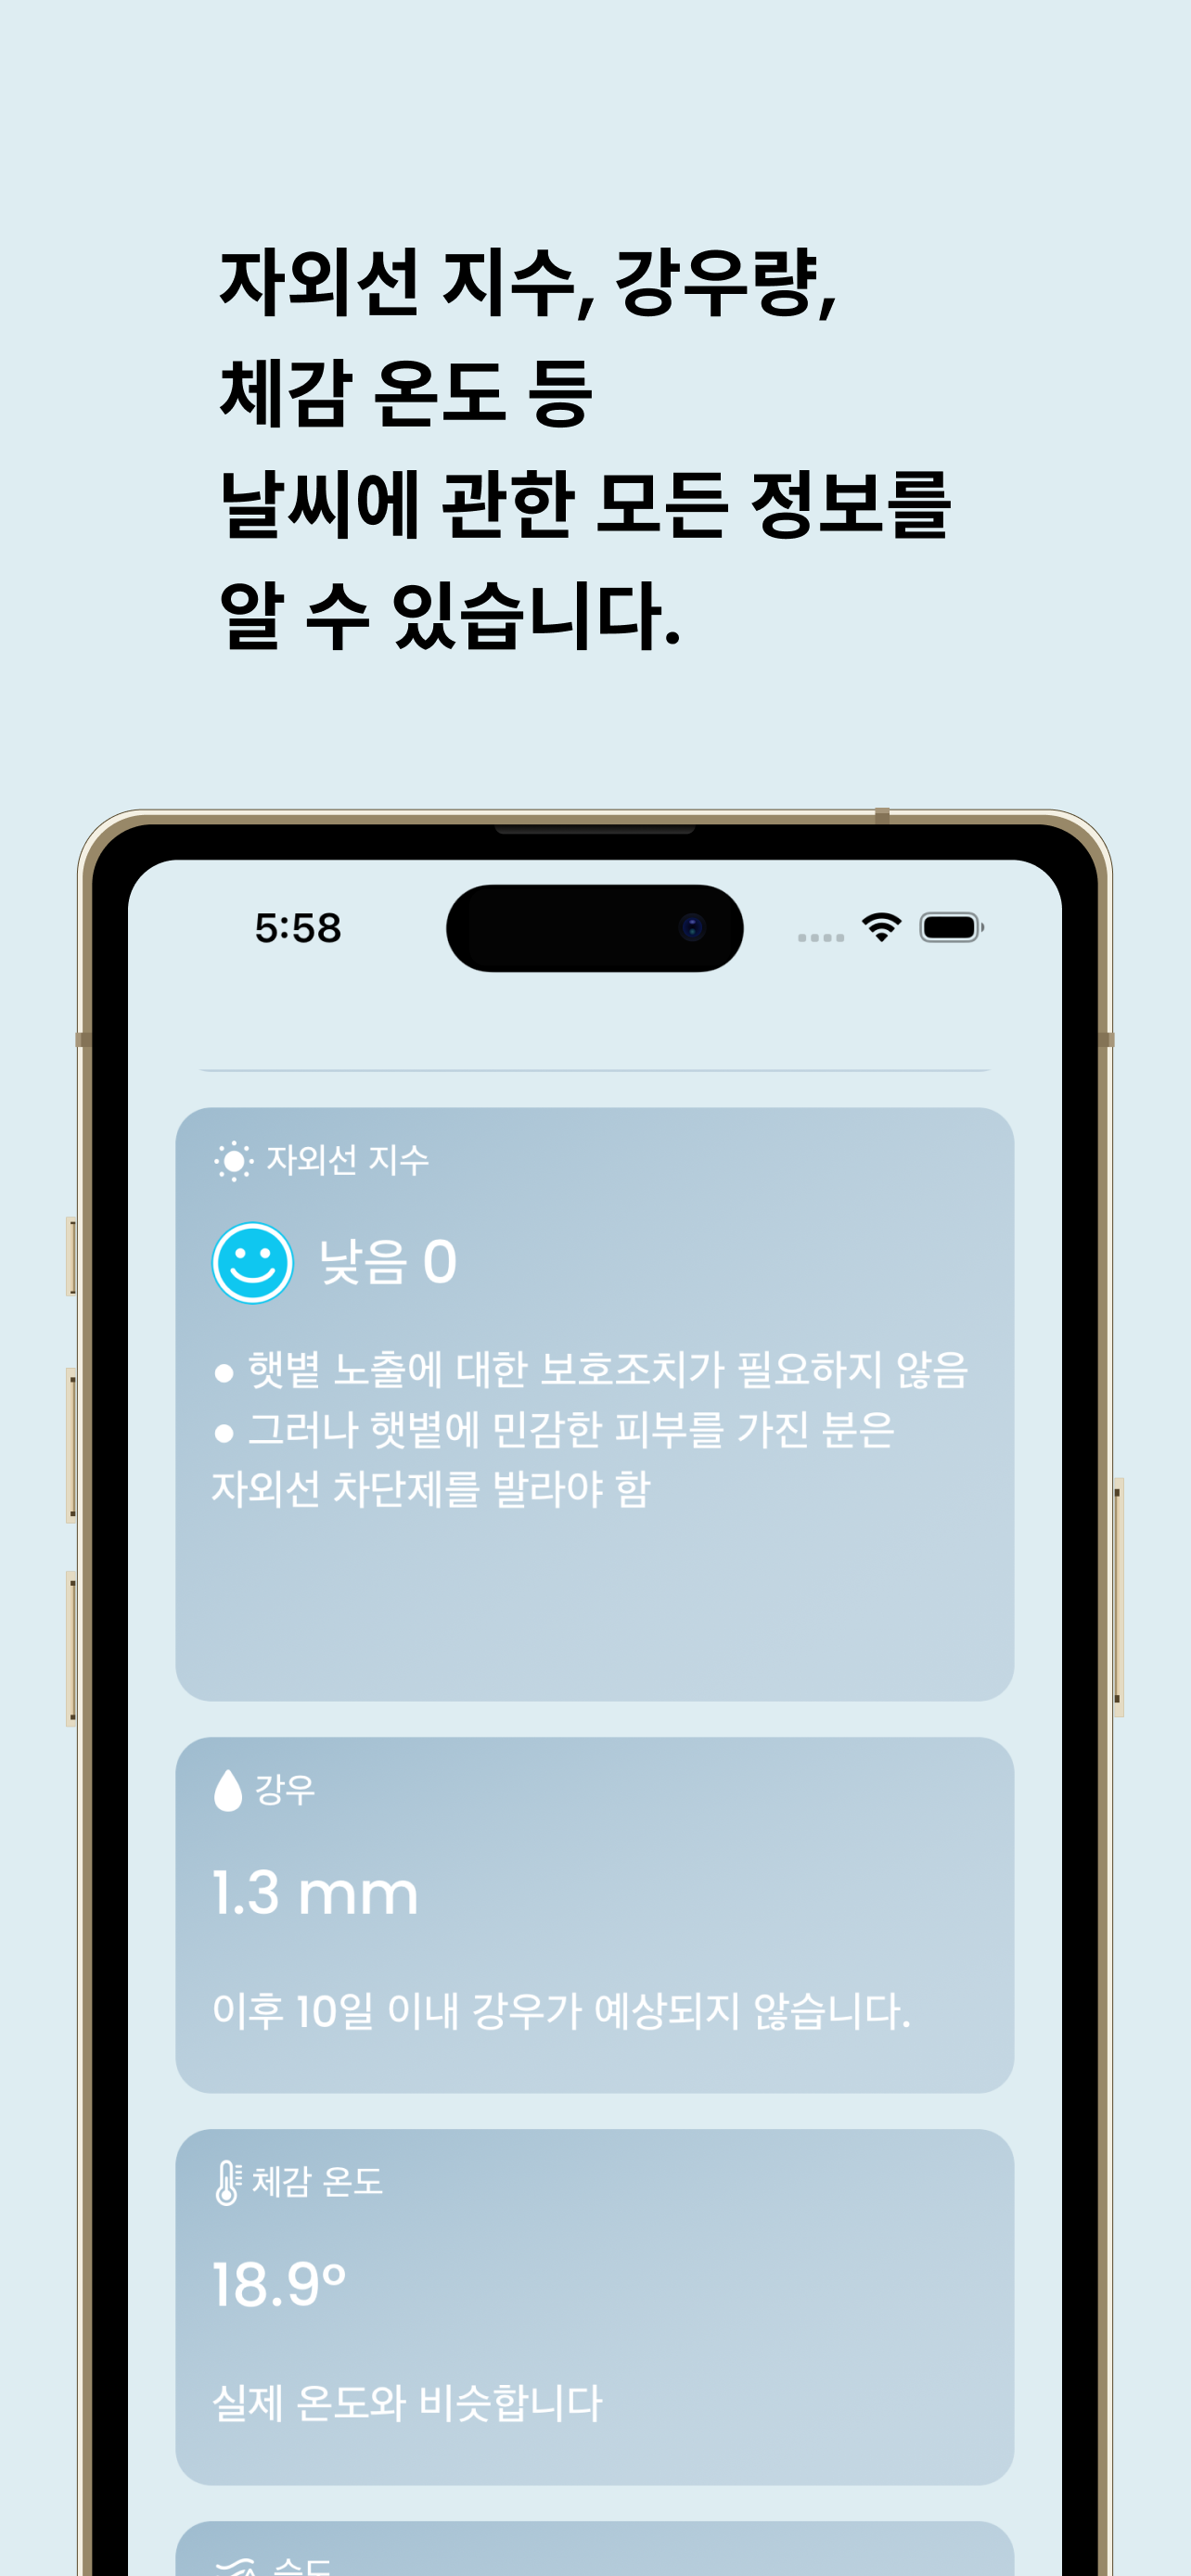 자외선 지수, 강우량,
체감 온도 등
날씨에 관한 모든 정보를
알 수 있습니다.
5:58
자외선 지수
낮음 0
● 햇볕 노출에 대한 보호조치가 필요하지 않음
● 그러나 햇볕에 민감한 피부를 가진 분은
자외선 차단제를 발라야 함
강우
1.3 mm
이후 10일 이내 강우가 예상되지 않습니다.
체감 온도
18.9°
실제 온도와 비슷합니다
습도